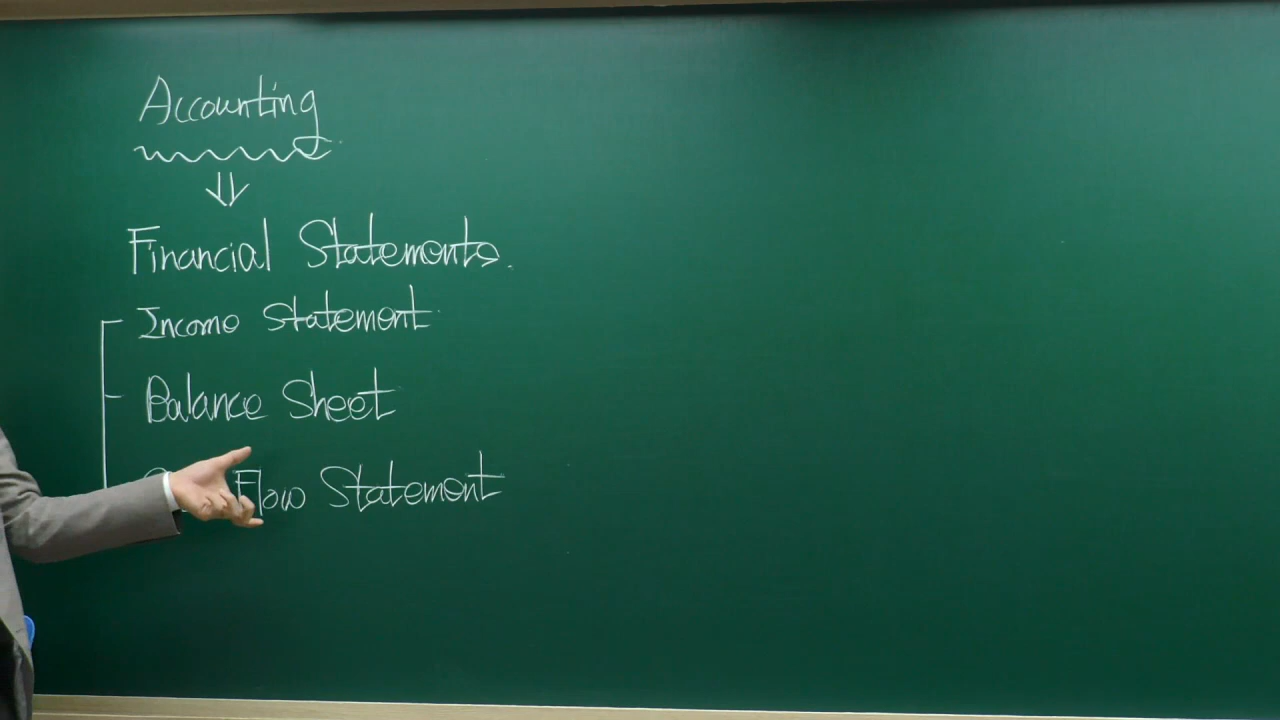 Accounting
Financial Statements.
Income Statement
Balance Sheet
Flow Statement